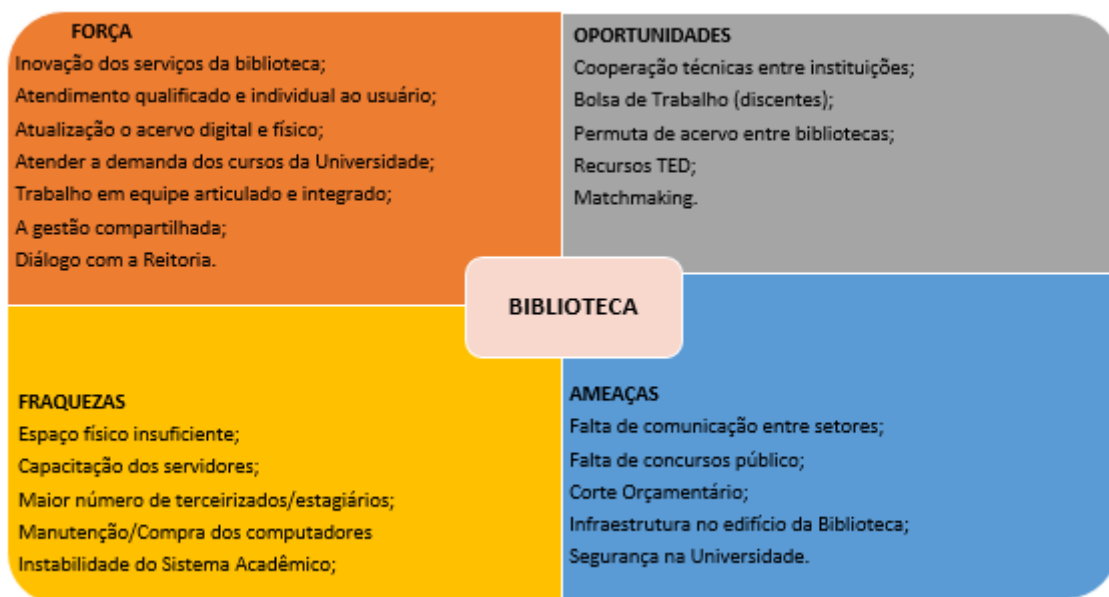 FORÇA
Inovação dos serviços da biblioteca;
Atendimento qualificado e individual ao usuário;
Atualização o acervo digital e físico;
Atender a demanda dos cursos da Universidade;
Trabalho em equipe articulado e integrado;
A gestão compartilhada;
Diálogo com a Reitoria.
OPORTUNIDADES
Cooperação técnicas entre instituições;
Bolsa de Trabalho (discentes);
Permuta de acervo entre bibliotecas;
Recursos TED;
Matchmaking.
BIBLIOTECA
FRAQUEZAS
Espaço físico insuficiente;
Capacitação dos servidores;
Maior número de terceirizados/estagiários;
Manutenção/Compra dos computadores
Instabilidade do Sistema Acadêmico;
AMEAÇAS
Falta de comunicação entre setores;
Falta de concursos público;
Corte Orçamentário;
Infraestrutura no edifício da Biblioteca;
Segurança na Universidade.